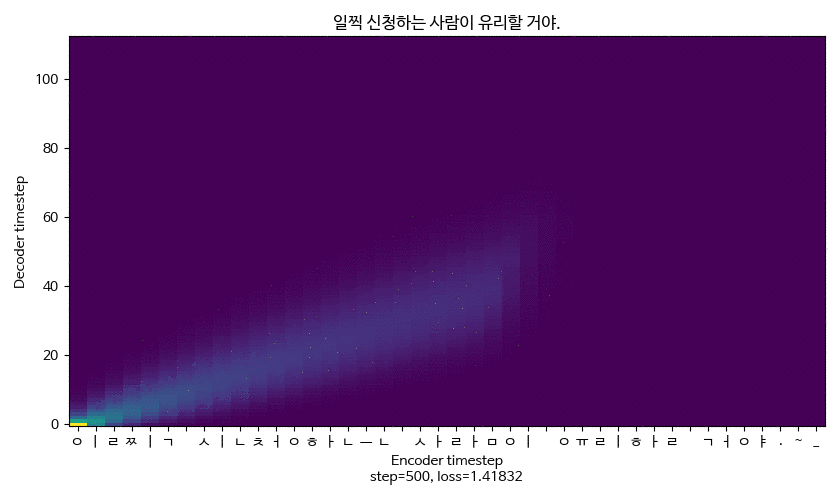 일찍 신청하는 사람이 유리할 거야.
100
80
60
40
20
0
Decoder timestep
ㅇ ㅣ ㄹ ㅉ ㅣ ㄱ ㅅ ㅣ ㄴ ㅊ ㅓ ㅇ ㅎ ㅏ ㄴ ㅡ ㄴ ㅅ ㅏ ㄹ ㅏ ㅁ ㅇ ㅣ ㅇ ㅠ ㄹ ㅣ ㅎ ㅏ ㄹ ㄱ ㅓ ㅇ ㅑ . ~ _
Encoder timestep
step=500, loss=1.41832